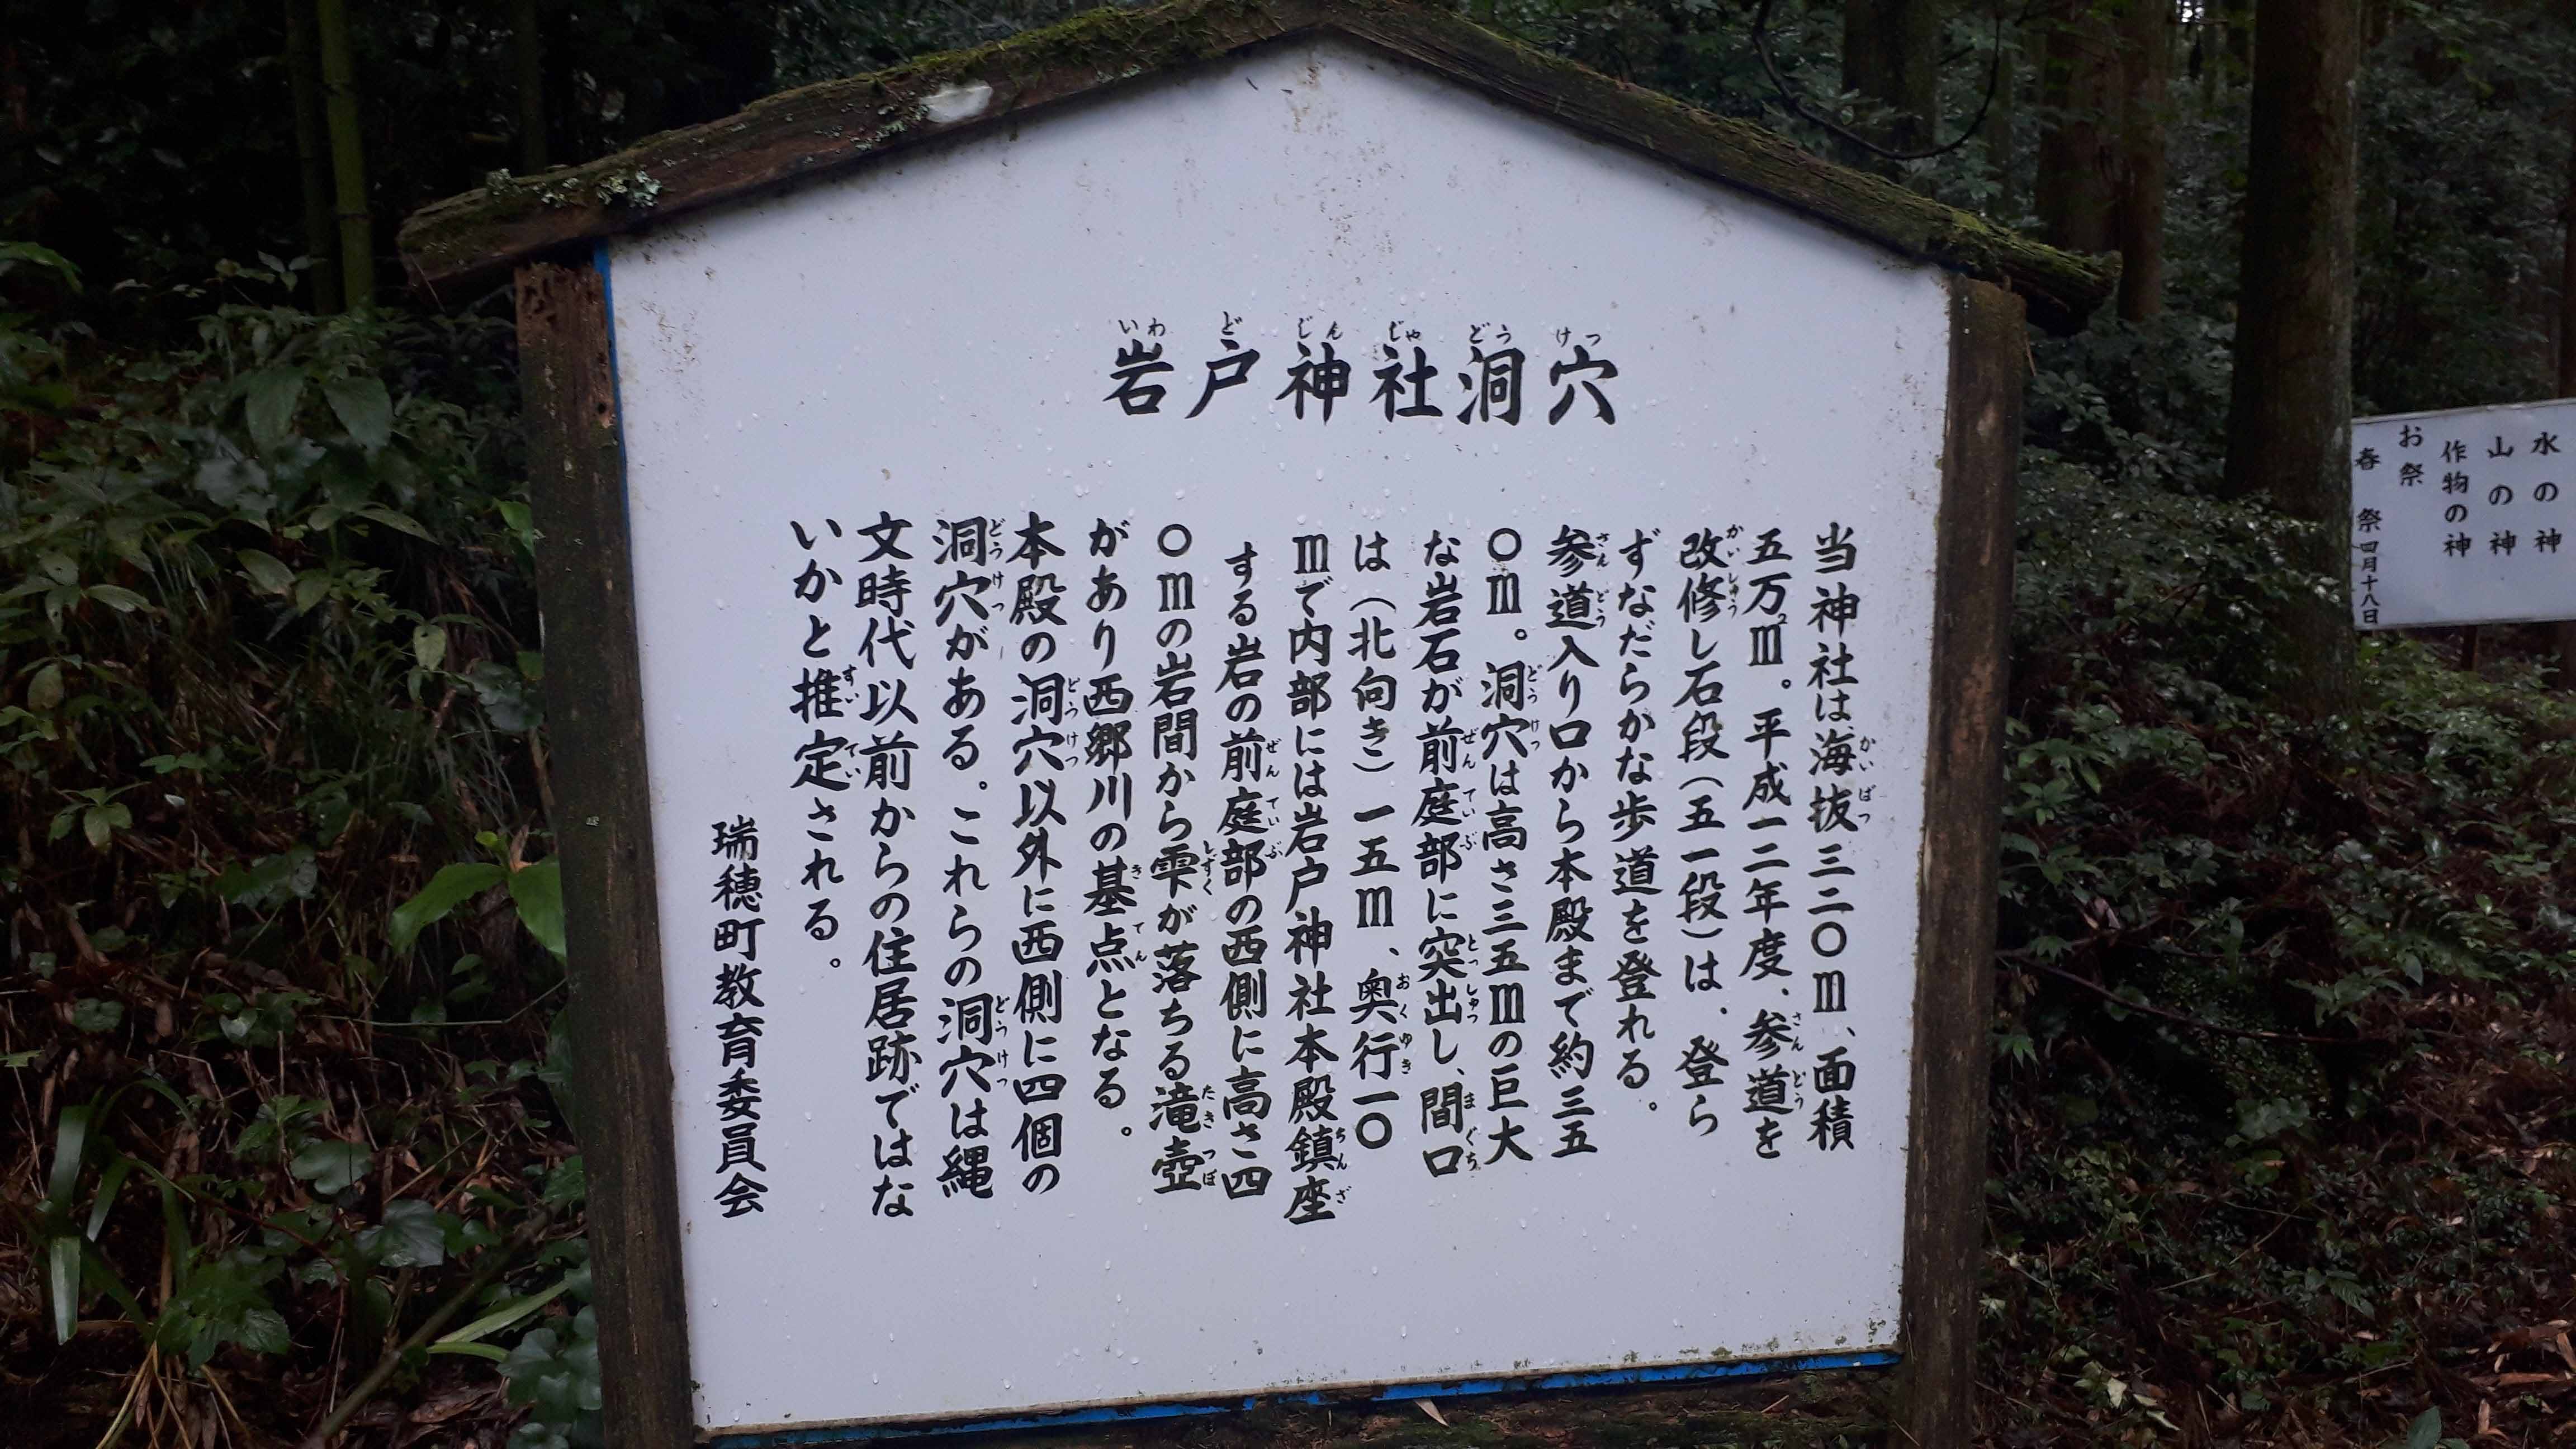 岩戸神社洞穴
当神社は、海抜三二〇m、面積
五万㎡。平成一二年度、参道を
改修し石段(五一段)は、登ら
ずなだらかな歩道を登れる。
参道入り口から本殿まで約三五
〇m。洞穴は高さ三五mの巨大
な岩石が前庭部に突出し、間口
は(北向き)一五m、奥行一〇
mで内部には岩戸神社本殿鎮座
する岩の前庭部の西側に高さ四
〇mの岩間から雫が落ちる滝壺
があり西郷川の基点となる。
本殿の洞穴以外に西側に四個の
洞穴がある。これらの洞穴は縄
文時代以前からの住居跡ではな
いかと推定される。
瑞穂町教育委員会
水の神
山の神
作物の神
お祭
春祭 四月十八日